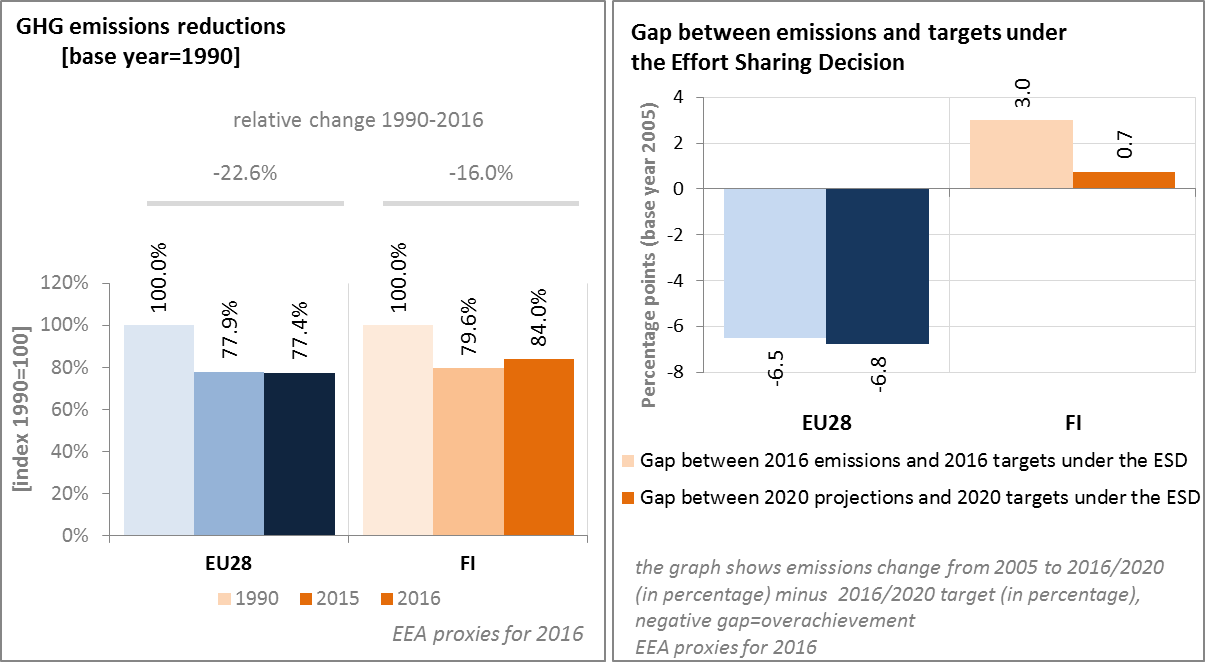 GHG emissions reductions
[base year=1990]
relative change 1990-2016
-22.6%
-16.0%
[index 1990=100]
120%
100%
80%
60%
40%
20%
0%
100.0%
77.9%
77.4%
100.0%
79.6%
84.0%
EU28
FI
1990
2015
2016
EEA proxies for 2016
Gap between emissions and targets under
the Effort Sharing Decision
Percentage points (base year 2005)
4
2
0
-2
-4
-6
-8
-6.5
-6.8
3.0
0.7
EU28
FI
Gap between 2016 emissions and 2016 targets under the ESD
Gap between 2020 projections and 2020 targets under the ESD
the graph shows emissions change from 2005 to 2016/2020
(in percentage) minus 2016/2020 target (in percentage),
negative gap=overachievement
EEA proxies for 2016